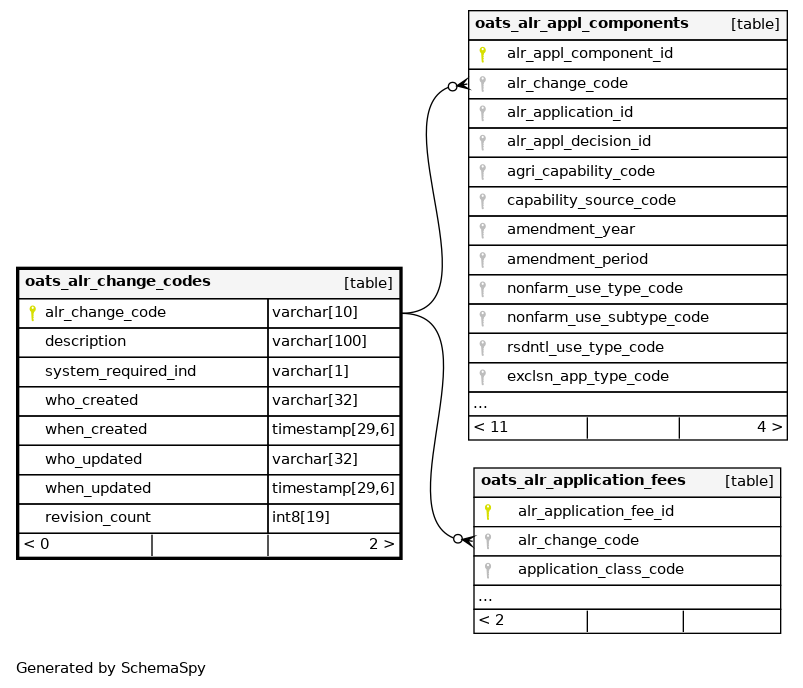 oats_alr_appl_components [table]
alr_appl_component_id
alr_change_code
alr_application_id
alr_appl_decision_id
agri_capability_code
capability_source_code
amendment_year
amendment_period
nonfarm_use_type_code
nonfarm_use_subtype_code
rsdntl_use_type_code
exclsn_app_type_code
...
< 11 4 >
oats_alr_change_codes [table]
alr_change_code varchar[10]
description varchar[100]
system_required_ind varchar[1]
who_created varchar[32]
when_created timestamp[29,6]
who_updated varchar[32]
when_updated timestamp[29,6]
revision_count int8[19]
< 0 2 >
oats_alr_application_fees [table]
alr_application_fee_id
alr_change_code
application_class_code
...
< 2
Generated by SchemaSpy